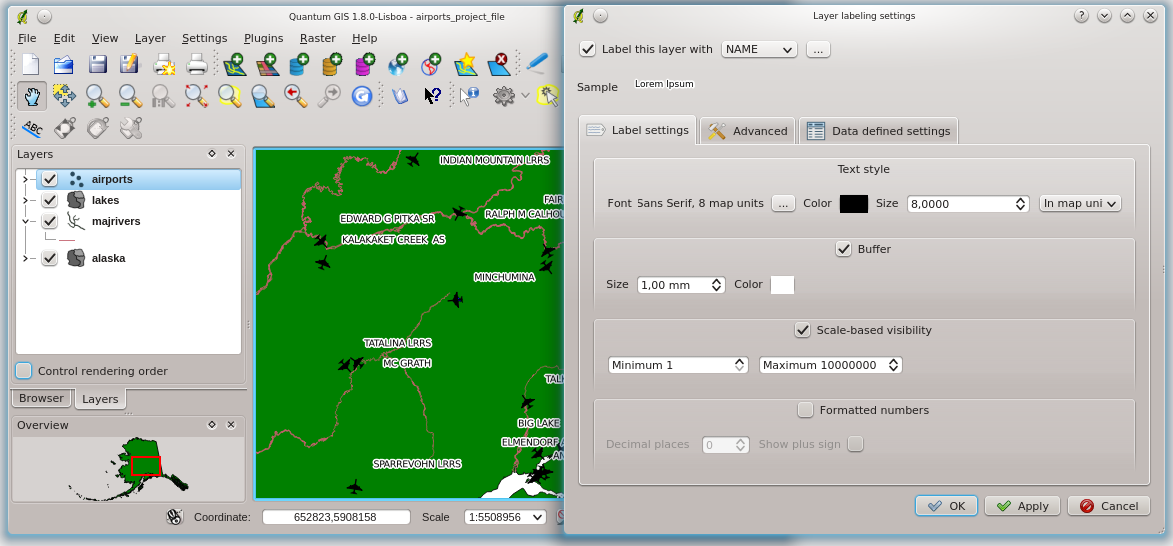 Quantum GIS 1.8.0-Lisboa - airports_project_file
File Edit View Layer Settings Plugins Raster Help
ABC
Layers
airports
lakes
majrivers
alaska
Control rendering order
Browser Layers
Overview
INDIAN MOUNTAIN LRRS
FAIR
EDWARD G PITKA SR
RALPH M CALHOU
KALAKAKET CREEK AS
MINCHUMINA
TATALINA LRRS
MC GRATH
TALK
BIG LAKE
ELMENDORF A
AN
SPARREVOHN LRRS
Coordinate: 652823,5908158 Scale 1:5508956
Layer labeling settings
Label this layer with NAME ...
Sample Lorem Ipsum
Label settings Advanced Data defined settings
Text style
Font Sans Serif, 8 map units ... Color Size 8,0000 In map uni
Buffer
Size 1,00 mm Color
Scale-based visibility
Minimum 1 Maximum 10000000
Formatted numbers
Decimal places 0 Show plus sign
OK Apply Cancel